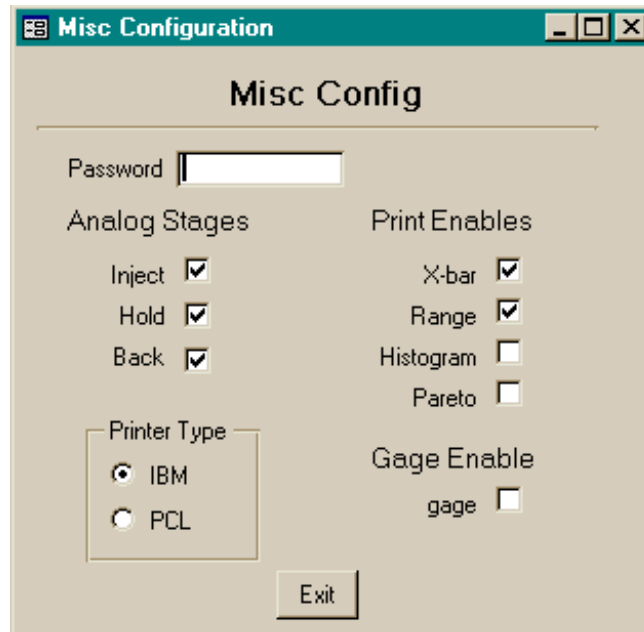 Misc Configuration
Misc Config
Password
Analog Stages
Inject
Hold
Back
Print Enables
X-bar
Range
Histogram
Pareto
Printer Type
IBM
PCL
Gage Enable
gage
Exit